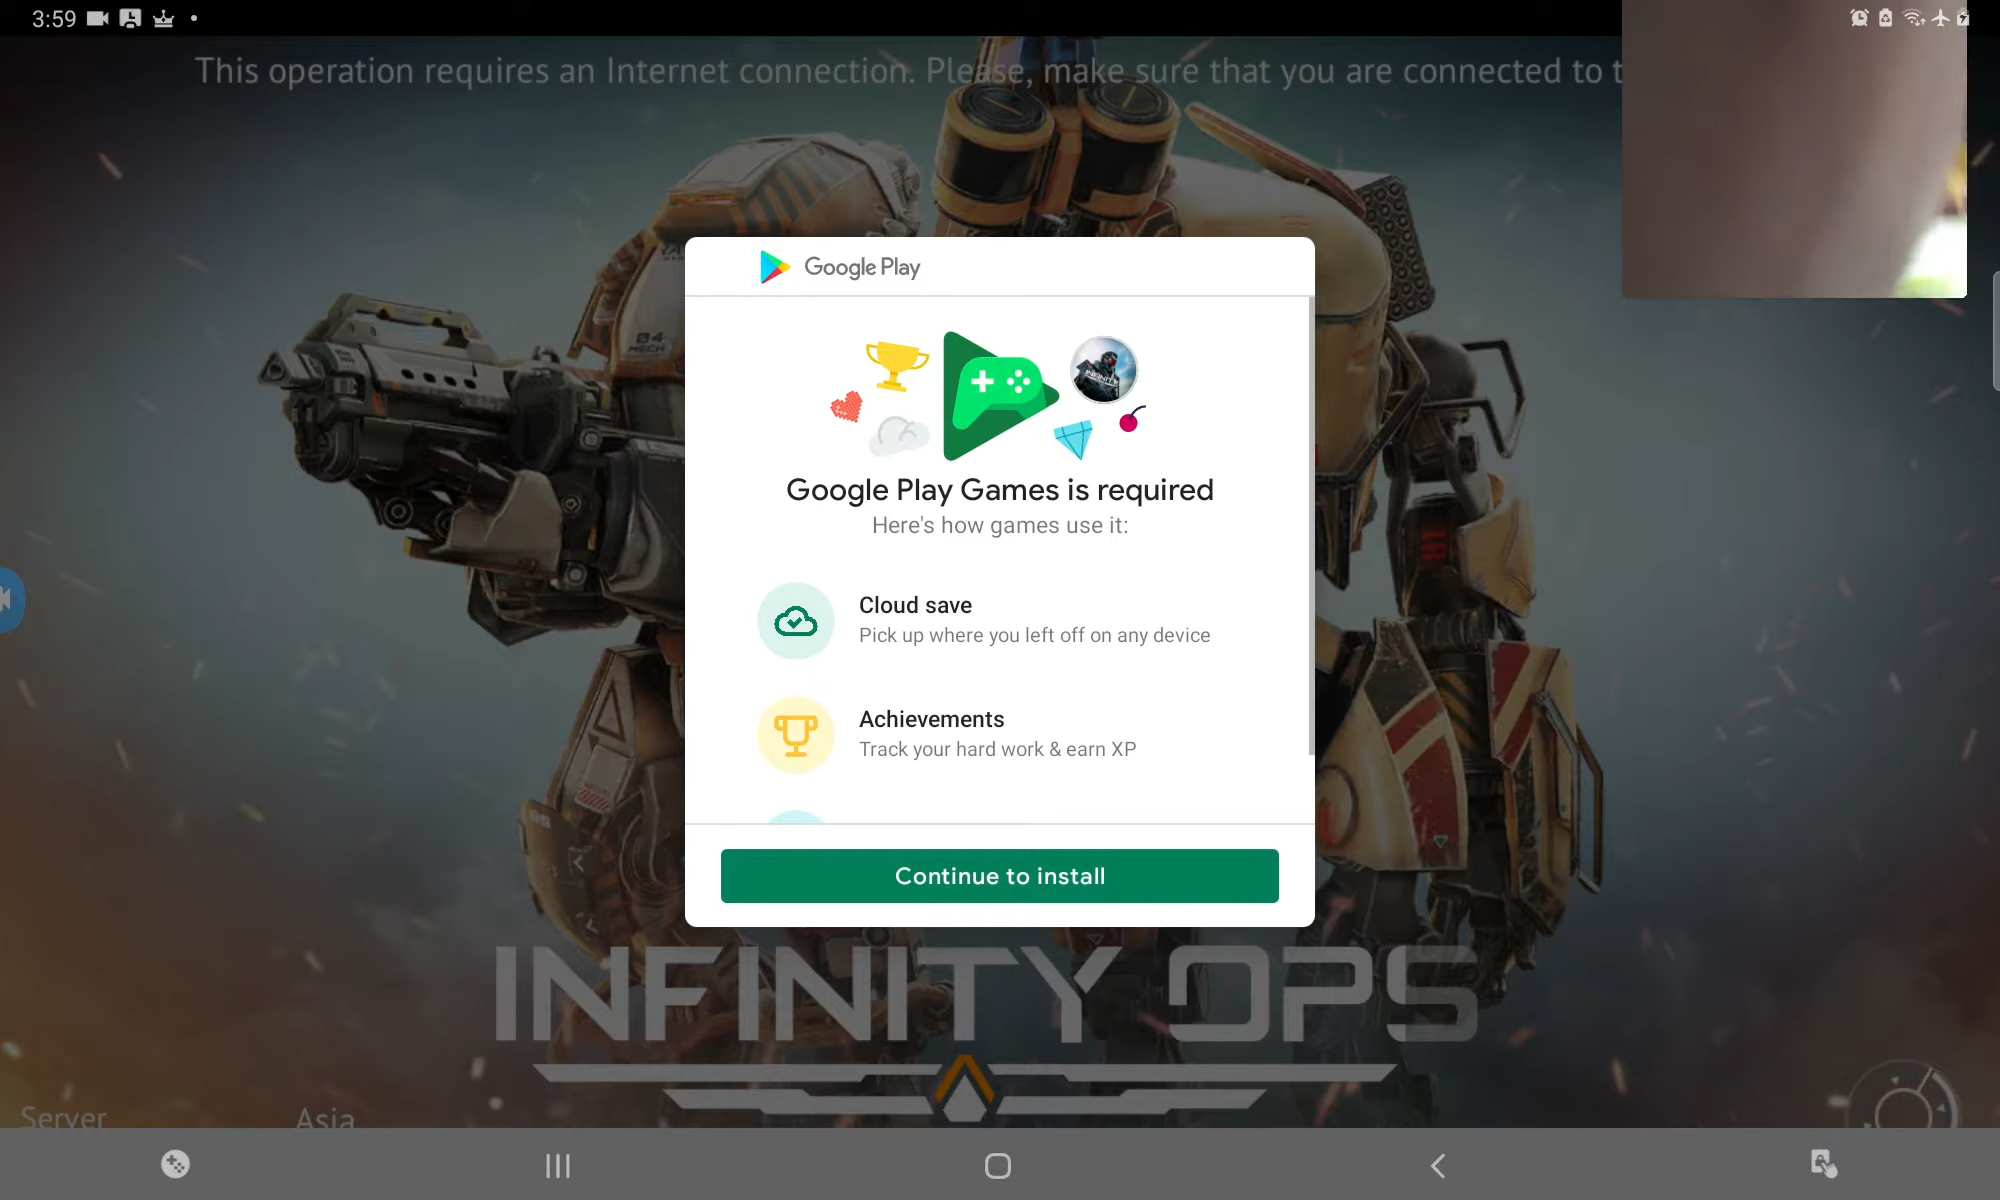 3:59
This operation requires an Internet connection. Please, make sure that you are connected to t
Google Play
Google Play Games is required
Here's how games use it:
Cloud save
Pick up where you left off on any device
Achievements
Track your hard work & earn XP
Continue to install
INFINITY OPS
Server
Asia